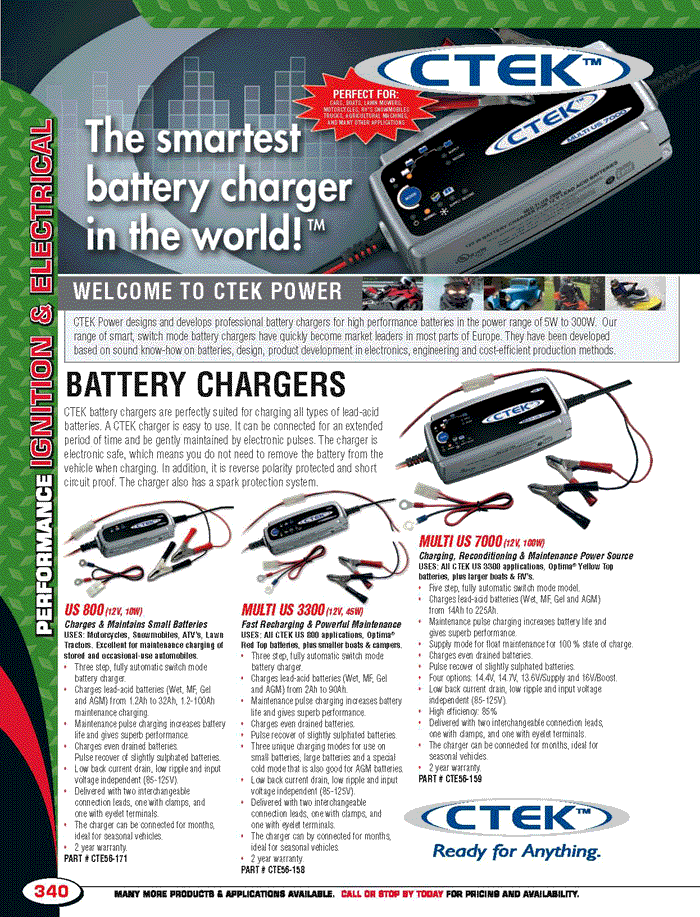 CTEK™
PERFECT FOR:
CARS, BOATS, LAWN MOWERS,
MOTORCYCLES, RV'S SNOWMOBILES
TRUCKS, AGRICULTURAL MACHINES,
AND MANY OTHER APPLICATIONS
CTEK
MULTI US 7000
The smartest
battery charger
in the world!™
PERFORMANCE IGNITION & ELECTRICAL
WELCOME TO CTEK POWER
CTEK Power designs and develops professional battery chargers for high performance batteries in the power range of 5W to 300W. Our
range of smart, switch mode battery chargers have quickly become market leaders in most parts of Europe. They have been developed
based on sound know-how on batteries, design, product development in electronics, engineering and cost-efficient production methods.
BATTERY CHARGERS
CTEK battery chargers are perfectly suited for charging all types of lead-acid
batteries. A CTEK charger is easy to use. It can be connected for an extended
period of time and be gently maintained by electronic pulses. The charger is
electronic safe, which means you do not need to remove the battery from the
vehicle when charging. In addition, it is reverse polarity protected and short
circuit proof. The charger also has a spark protection system.
CTEK
CTEK
CTEK
US 800 (12V, 10W)
Charges & Maintains Small Batteries
USES: Motorcycles, Snowmobiles, ATV's, Lawn
Tractors. Excellent for maintenance charging of
stored and occasional-use automobiles.
• Three step, fully automatic switch mode
battery charger.
• Charges lead-acid batteries (Wet, MF, Gel
and AGM) from 1.2Ah to 32Ah, 1.2-100Ah
maintenance charging.
• Maintenance pulse charging increases battery
life and gives superb performance.
• Charges even drained batteries.
Pulse recover of slightly sulphated batteries.
• Low back current drain, low ripple and input
voltage independent (85-125V).
• Delivered with two interchangeable
connection leads, one with clamps, and
one with eyelet terminals.
• The charger can be connected for months,
ideal for seasonal vehicles.
• 2 year warranty.
PART # CTE56-171
MULTI US 3300 (12V, 45W)
Fast Recharging & Powerful Maintenance
USES: All CTEK US 800 applications, Optima®
Red Top batteries, plus smaller boats & campers.
• Three step, fully automatic switch mode
battery charger.
• Charges lead-acid batteries (Wet, MF, Gel
and AGM) from 2Ah to 90Ah.
• Maintenance pulse charging increases battery
life and gives superb performance.
• Charges even drained batteries.
• Pulse recover of slightly sulphated batteries.
• Three unique charging modes for use on
small batteries, large batteries and a special
cold mode that is also good for AGM batteries.
• Low back current drain, low ripple and input
voltage independent (85-125V).
• Delivered with two interchangeable
connection leads, one with clamps, and
one with eyelet terminals.
• The charger can by connected for months,
ideal for seasonal vehicles.
• 2 year warranty.
PART # CTE56-158
MULTI US 7000 (12V, 100W)
Charging, Reconditioning & Maintenance Power Source
USES: All CTEK US 3300 applications, Optima® Yellow Top
batteries, plus larger boats & RV's.
• Five step, fully automatic switch mode model.
• Charges lead-acid batteries (Wet, MF, Gel and AGM)
from 14Ah to 225Ah.
• Maintenance pulse charging increases battery life and
gives superb performance.
• Supply mode for float maintenance for 100 % state of charge.
• Charges even drained batteries.
• Pulse recover of slightly sulphated batteries.
• Four options: 14.4V, 14.7V, 13.6V/Supply and 16V/Boost.
• Low back current drain, low ripple and input voltage
independent (85-125V).
• High efficiency: 85%
• Delivered with two interchangeable connection leads,
one with clamps, and one with eyelet terminals.
• The charger can be connected for months, ideal for
seasonal vehicles.
• 2 year warranty.
PART # CTE56-159
CTEK™
Ready for Anything.
340
MANY MORE PRODUCTS & APPLICATIONS AVAILABLE. CALL OR STOP BY TODAY FOR PRICING AND AVAILABILITY.